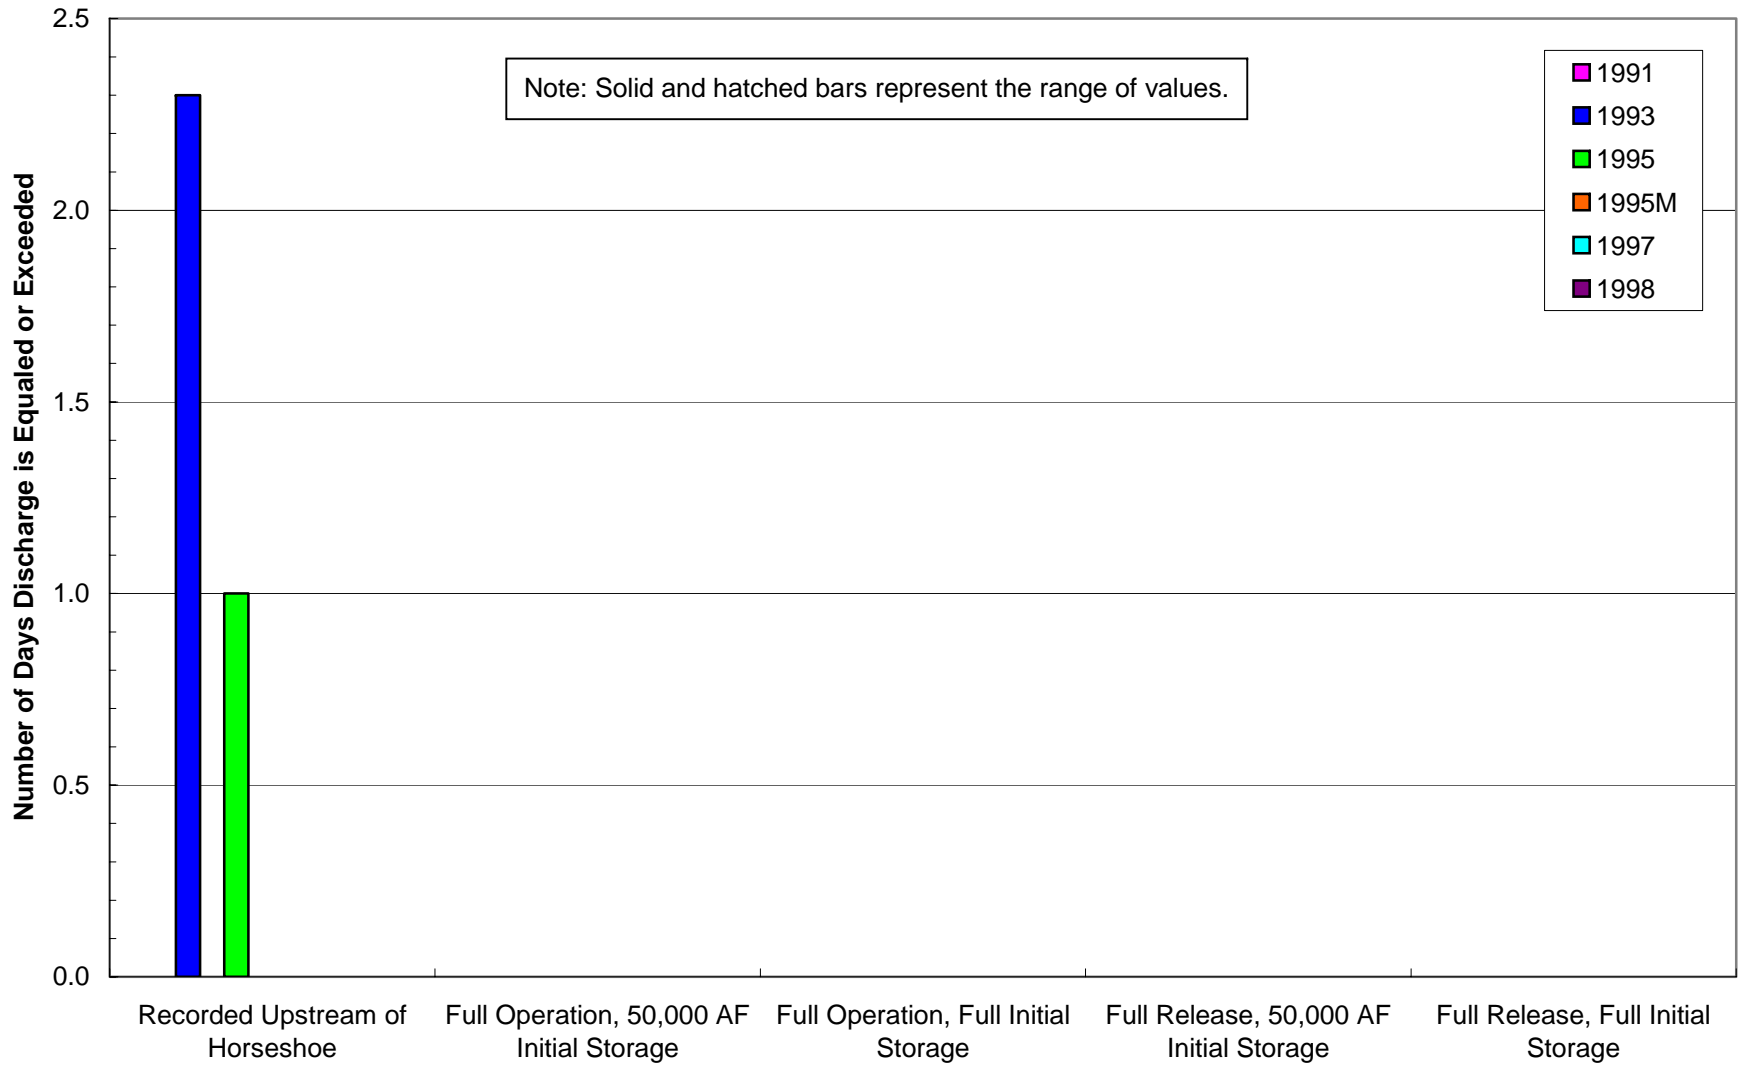 Number of Days Discharge is Equaled or Exceeded
2.5
2.0
1.5
1.0
0.5
0.0
Note: Solid and hatched bars represent the range of values.
1991
1993
1995
1995M
1997
1998
Recorded Upstream of
Horseshoe
Full Operation, 50,000 AF
Initial Storage
Full Operation, Full Initial
Storage
Full Release, 50,000 AF
Initial Storage
Full Release, Full Initial
Storage